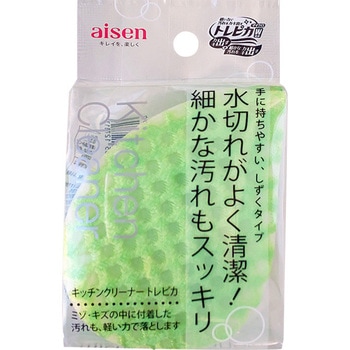 aisen
キレイを、楽しく
トレピカ
手に持ちやすい、しずくタイプ
水切れがよく清潔!
細かな汚れもスッキリ
Kitchen
Cleaner
キッチンクリーナートレピカ
ミゾ・キズの中に付着した
汚れも、軽い力で落とします